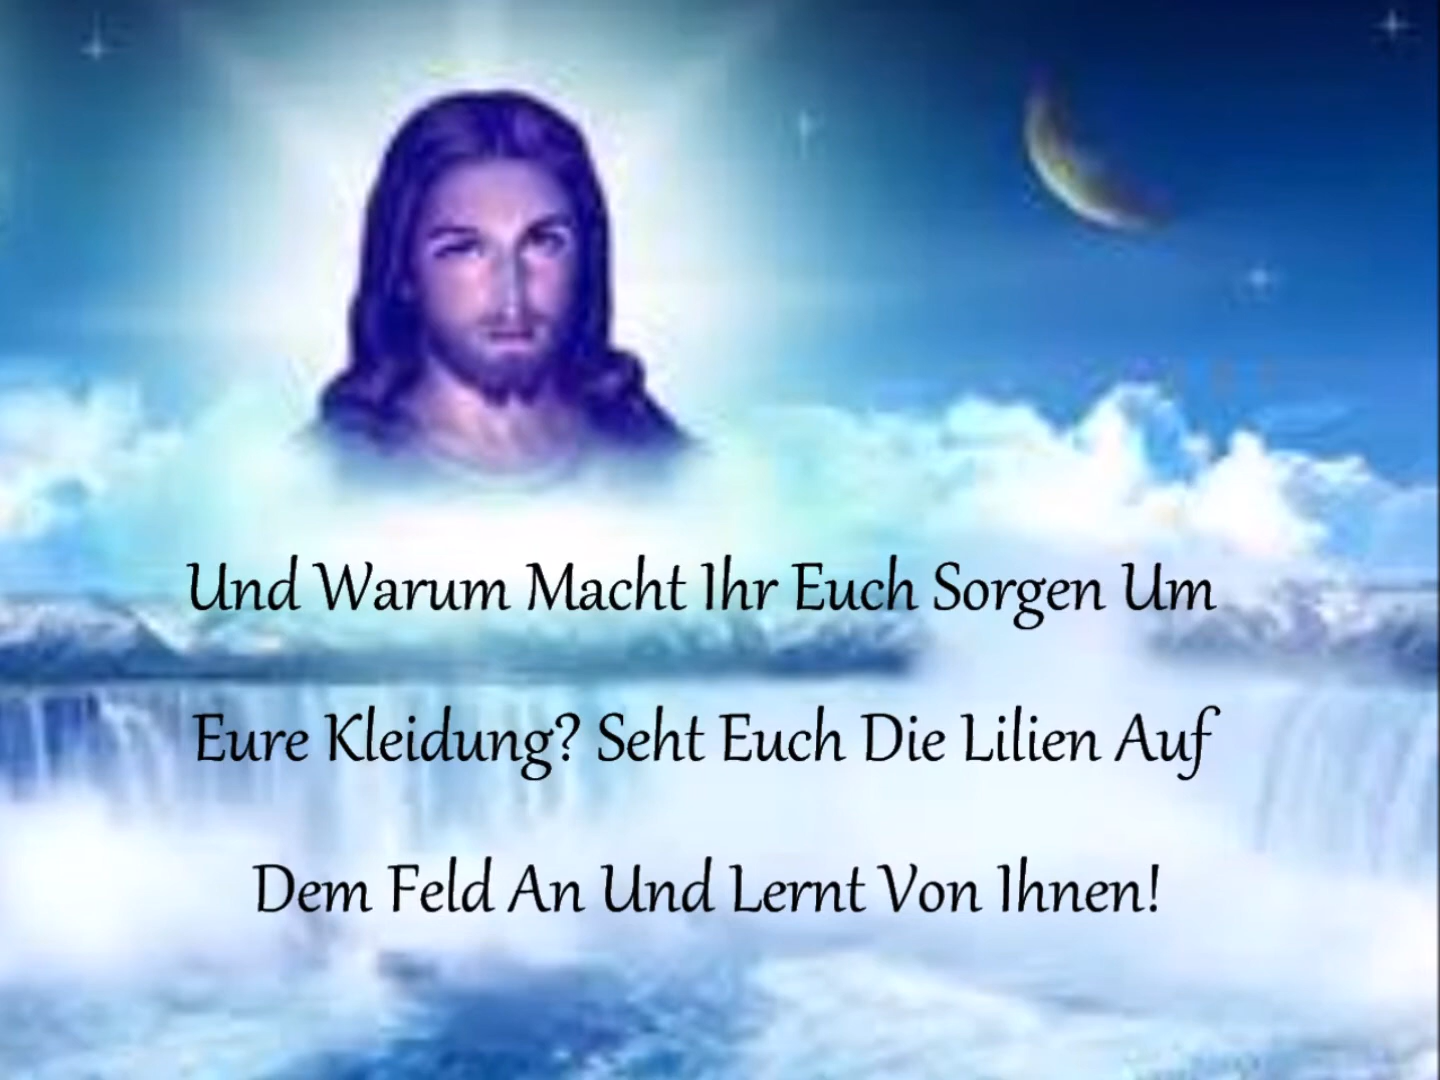 Und Warum Macht Ihr Euch Sorgen Um
Eure Kleidung? Seht Euch Die Lilien Auf
Dem Feld An Und Lernt Von Ihnen!